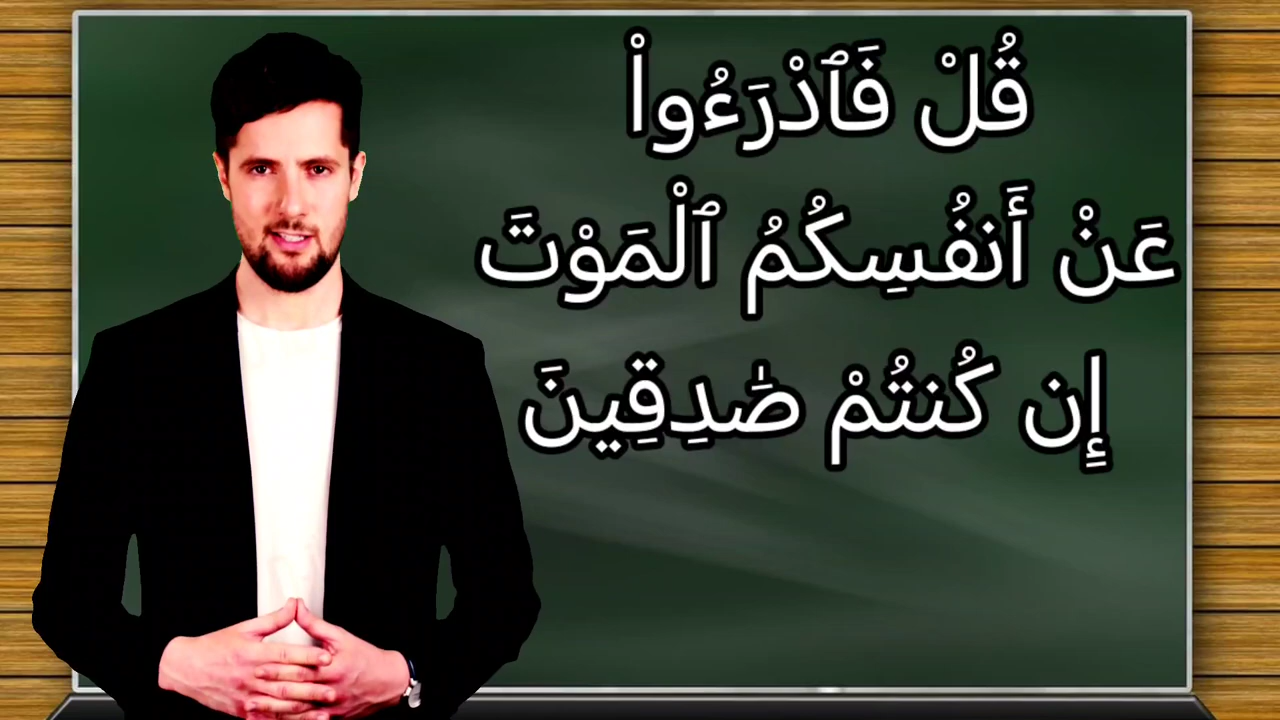 قُلْ فَٱدْرَءُوا۟
عَنْ أَنفُسِكُمُ ٱلْمَوْتَ
إِن كُنتُمْ صَٰدِقِينَ